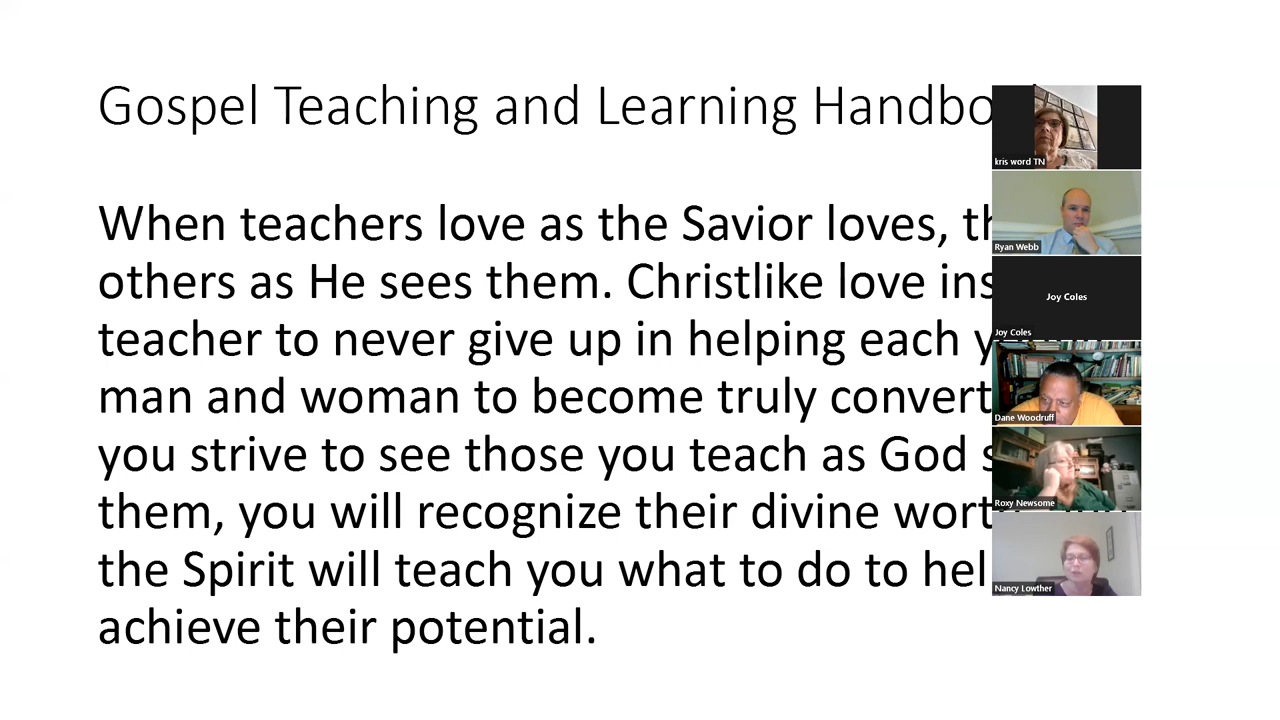 Gospel Teaching and Learning Handbo
When teachers love as the Savior loves, th
others as He sees them. Christlike love ins
teacher to never give up in helping each y
man and woman to become truly convert
you strive to see those you teach as God s
them, you will recognize their divine wort
the Spirit will teach you what to do to hel
achieve their potential.
kris word TN
Ryan Webb
Joy Coles
Joy Coles
Dane Woodruff
Roxy Newsome
Nancy Lowther